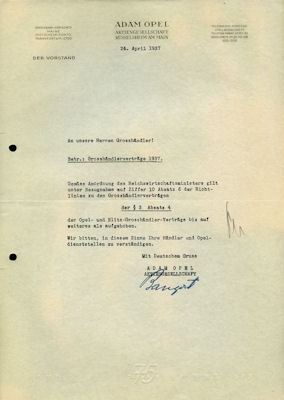 ADAM OPEL
AKTIENGESELLSCHAFT
RÜSSELSHEIM AM MAIN
DER VORSTAND
24. April 1937
An unsere Herren Grosshändler!
Betr.: Grosshändlerverträge 1937.
Gemäss Anordnung des Reichswirtschaftsministers gilt
unter Bezugnahme auf Ziffer 10 Absatz 6 der Richt-
linien zu den Grosshändlerverträgen
der § 2 Absatz 4
der Opel- und Blitz-Grosshändler-Verträge bis auf
weiteres als aufgehoben.
Wir bitten, in diesem Sinne Ihre Händler und Opel-
dienststellen zu verständigen.
Mit Deutschem Gruss
ADAM OPEL
AKTIENGESELLSCHAFT